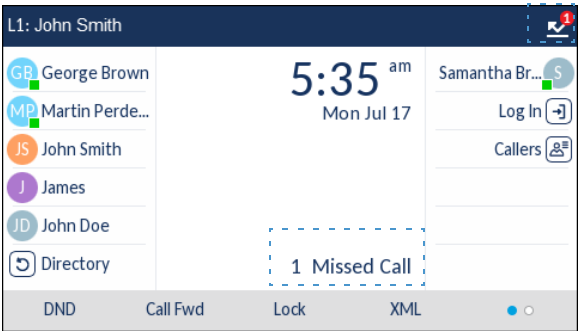 L1: John Smith
1
GB George Brown
MP Martin Perde...
JS John Smith
J James
JD John Doe
Directory
5:35 am
Mon Jul 17
1 Missed Call
Samantha Br... S
Log In
Callers
DND Call Fwd Lock XML